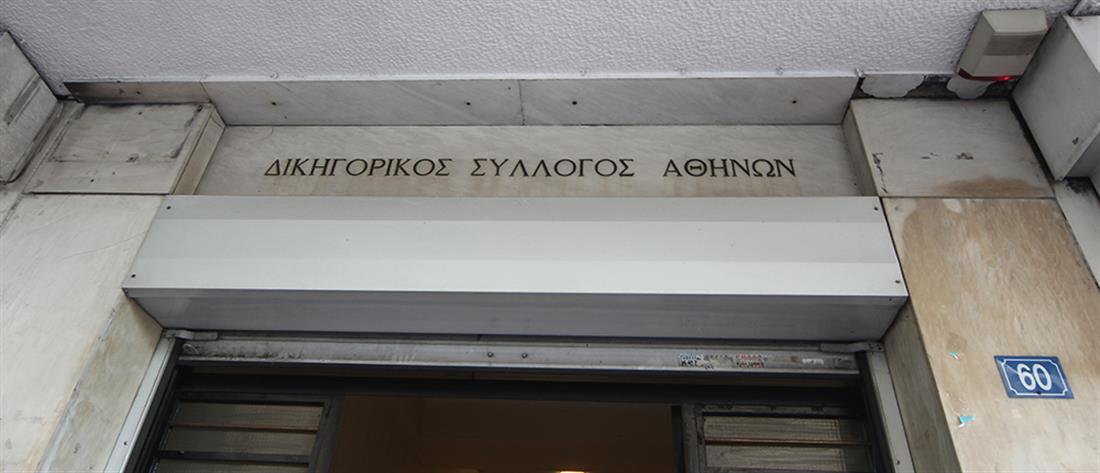 ΔΙΚΗΓΟΡΙΚΟΣ ΣΥΛΛΟΓΟΣ ΑΘΗΝΩΝ
60